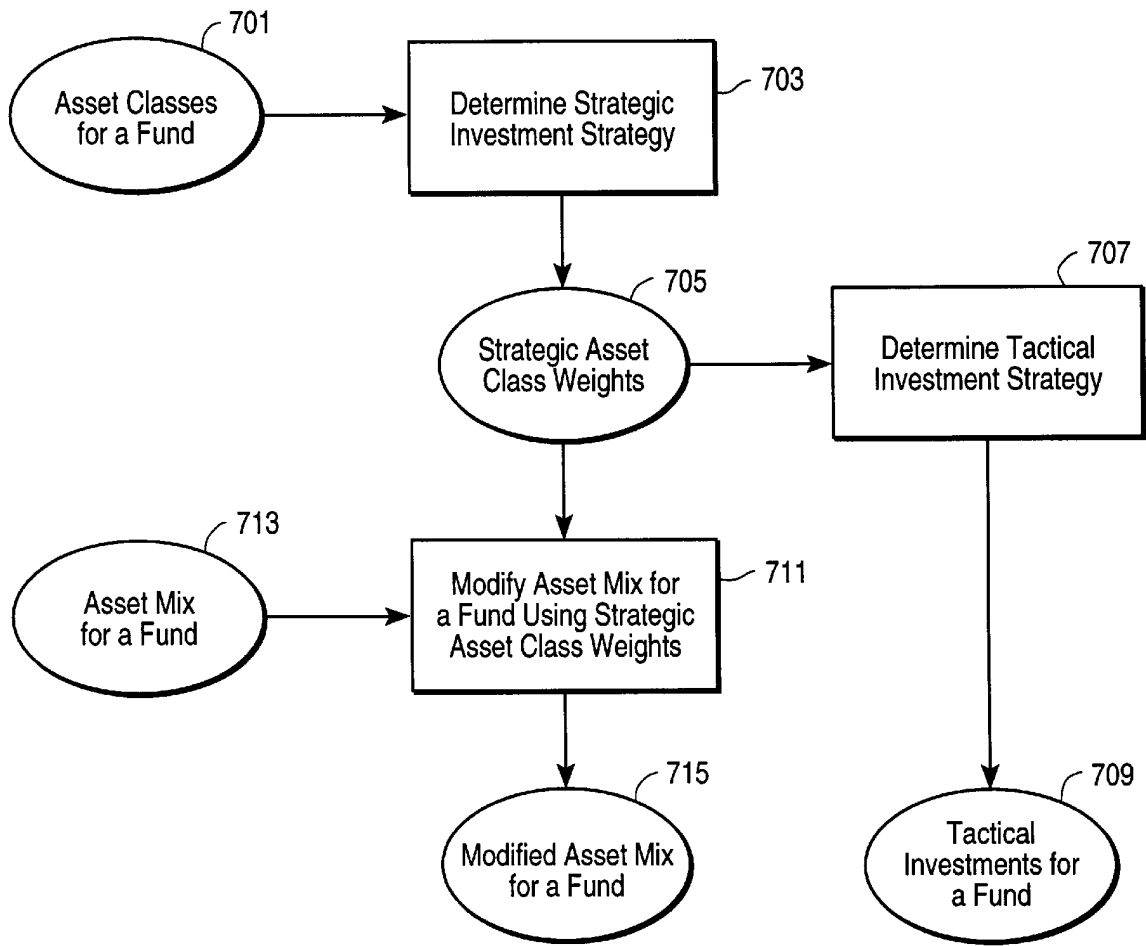 701
Asset Classes
for a Fund
703
Determine Strategic
Investment Strategy
705
Strategic Asset
Class Weights
707
Determine Tactical
Investment Strategy
713
Asset Mix
for a Fund
711
Modify Asset Mix for
a Fund Using Strategic
Asset Class Weights
715
Modified Asset Mix
for a Fund
709
Tactical
Investments for
a Fund